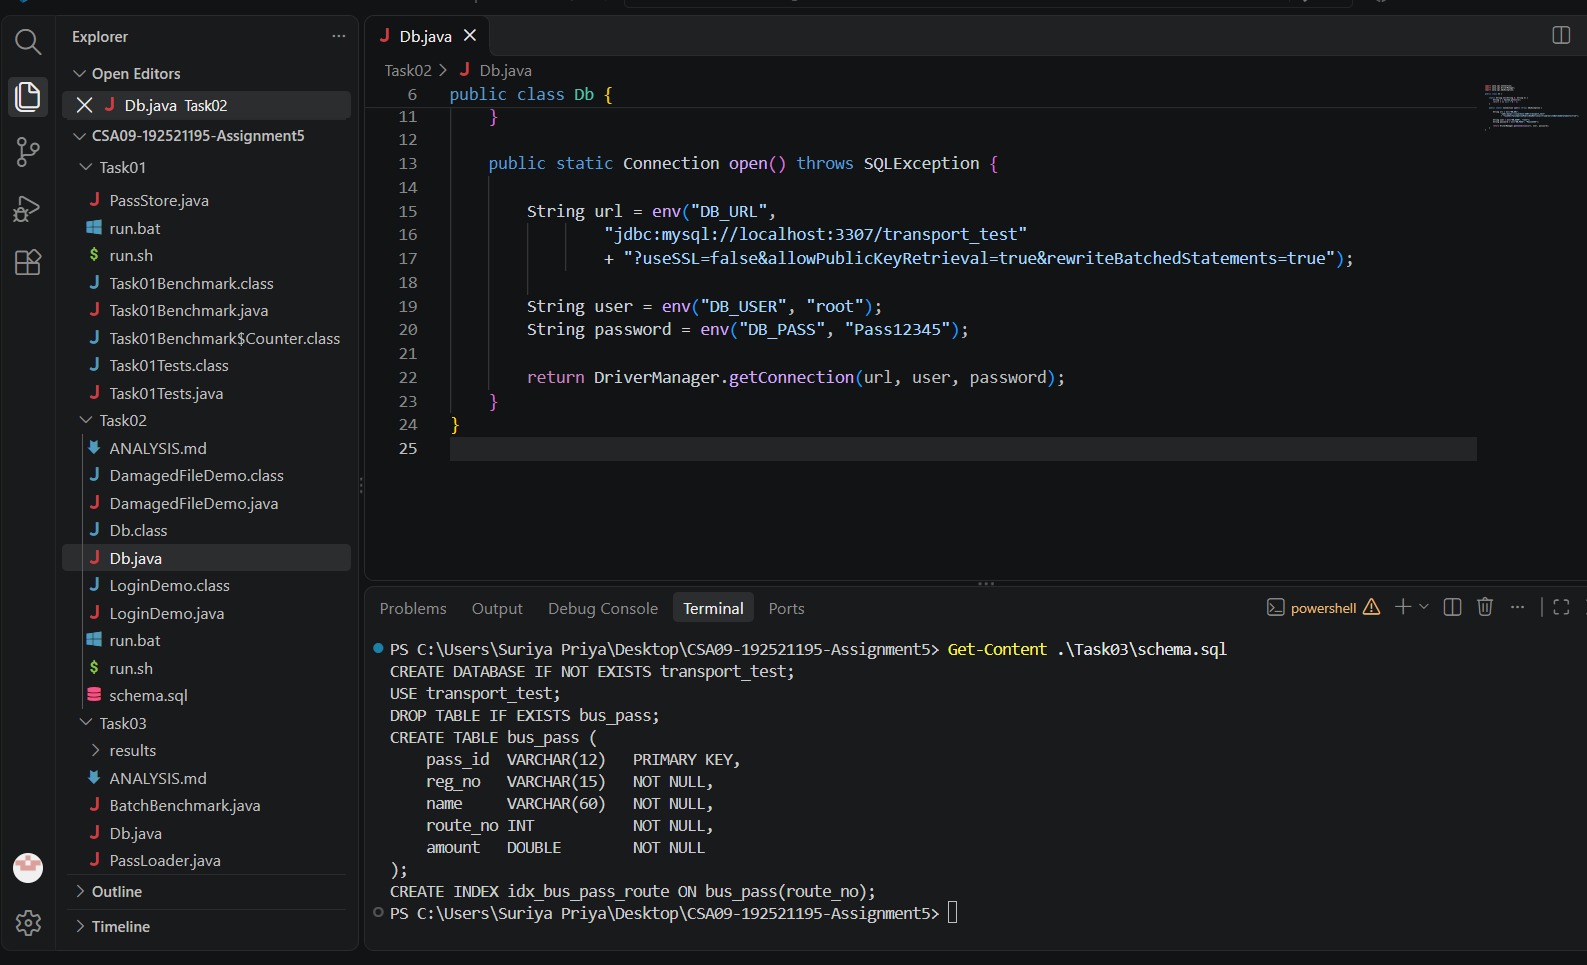 Explorer
Open Editors
Db.java Task02
CSA09-192521195-Assignment5
Task01
PassStore.java
run.bat
$ run.sh
Task01Benchmark.class
Task01Benchmark.java
Task01Benchmark$Counter.class
Task01Tests.class
Task01Tests.java
Task02
ANALYSIS.md
DamagedFileDemo.class
DamagedFileDemo.java
Db.class
Db.java
LoginDemo.class
LoginDemo.java
run.bat
$ run.sh
schema.sql
Task03
results
ANALYSIS.md
BatchBenchmark.java
Db.java
PassLoader.java
Outline
Timeline
Db.java
Task02 > Db.java
6 public class Db {
11 }
12
13 public static Connection open() throws SQLException {
14
15 String url = env("DB_URL",
16 "jdbc:mysql://localhost:3307/transport_test"
17 + "?useSSL=false&allowPublicKeyRetrieval=true&rewriteBatchedStatements=true");
18
19 String user = env("DB_USER", "root");
20 String password = env("DB_PASS", "Pass12345");
21
22 return DriverManager.getConnection(url, user, password);
23 }
24 }
25
Problems Output Debug Console Terminal Ports
powershell
PS C:\Users\Suriya Priya\Desktop\CSA09-192521195-Assignment5> Get-Content .\Task03\schema.sql
CREATE DATABASE IF NOT EXISTS transport_test;
USE transport_test;
DROP TABLE IF EXISTS bus_pass;
CREATE TABLE bus_pass (
pass_id VARCHAR(12) PRIMARY KEY,
reg_no VARCHAR(15) NOT NULL,
name VARCHAR(60) NOT NULL,
route_no INT NOT NULL,
amount DOUBLE NOT NULL
);
CREATE INDEX idx_bus_pass_route ON bus_pass(route_no);
PS C:\Users\Suriya Priya\Desktop\CSA09-192521195-Assignment5>